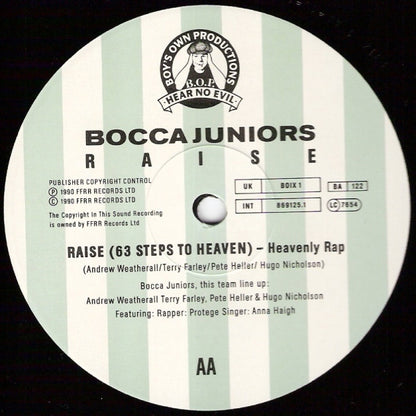 BOY'S OWN PRODUCTIONS
B.O.P.
·HEAR NO EVIL·
BOCCA JUNIORS
RAISE
PUBLISHER COPYRIGHT CONTROL
Ⓟ 1990 FFRR RECORDS LTD
© 1990 FFRR RECORDS LTD
The Copyright In This Sound Recording
is owned by FFRR Records Ltd
UK BOIX 1 BA 122
INT 869125.1 LC 7654
RAISE (63 STEPS TO HEAVEN) – Heavenly Rap
(Andrew Weatherall/Terry Farley/Pete Heller/ Hugo Nicholson)
Bocca Juniors, this team line up:
Andrew Weatherall Terry Farley, Pete Heller & Hugo Nicholson
Featuring: Rapper: Protege Singer: Anna Haigh
AA